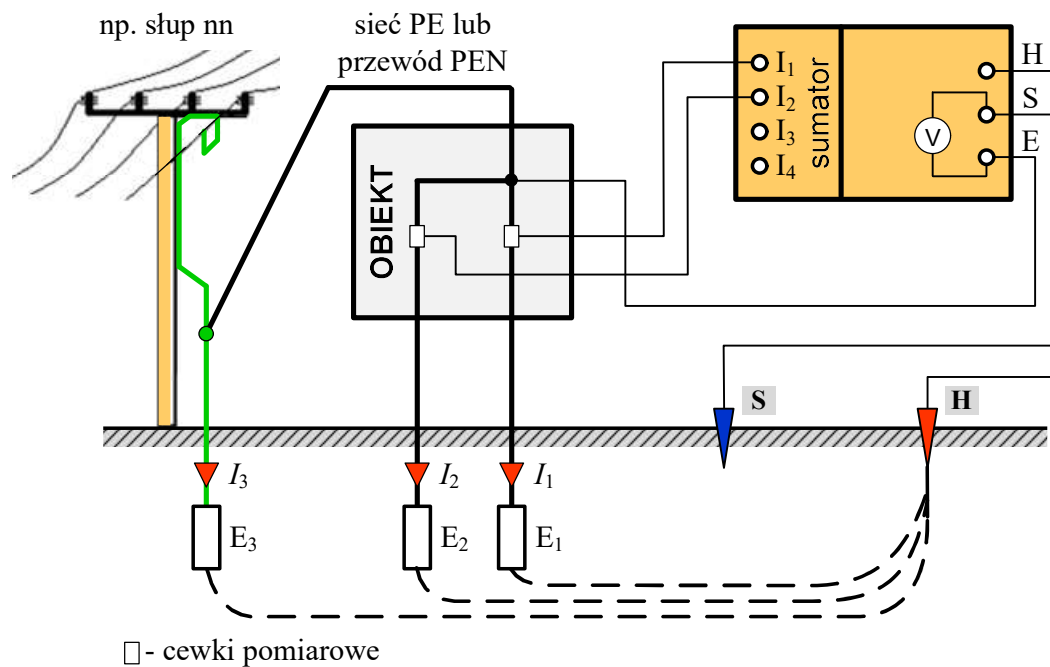 np. słup nn
sieć PE lub
przewód PEN
OBIEKT
I₁
I₂
I₃
I₄
sumator
V
H
S
E
S
H
I₃
I₂
I₁
E₃
E₂
E₁
- cewki pomiarowe